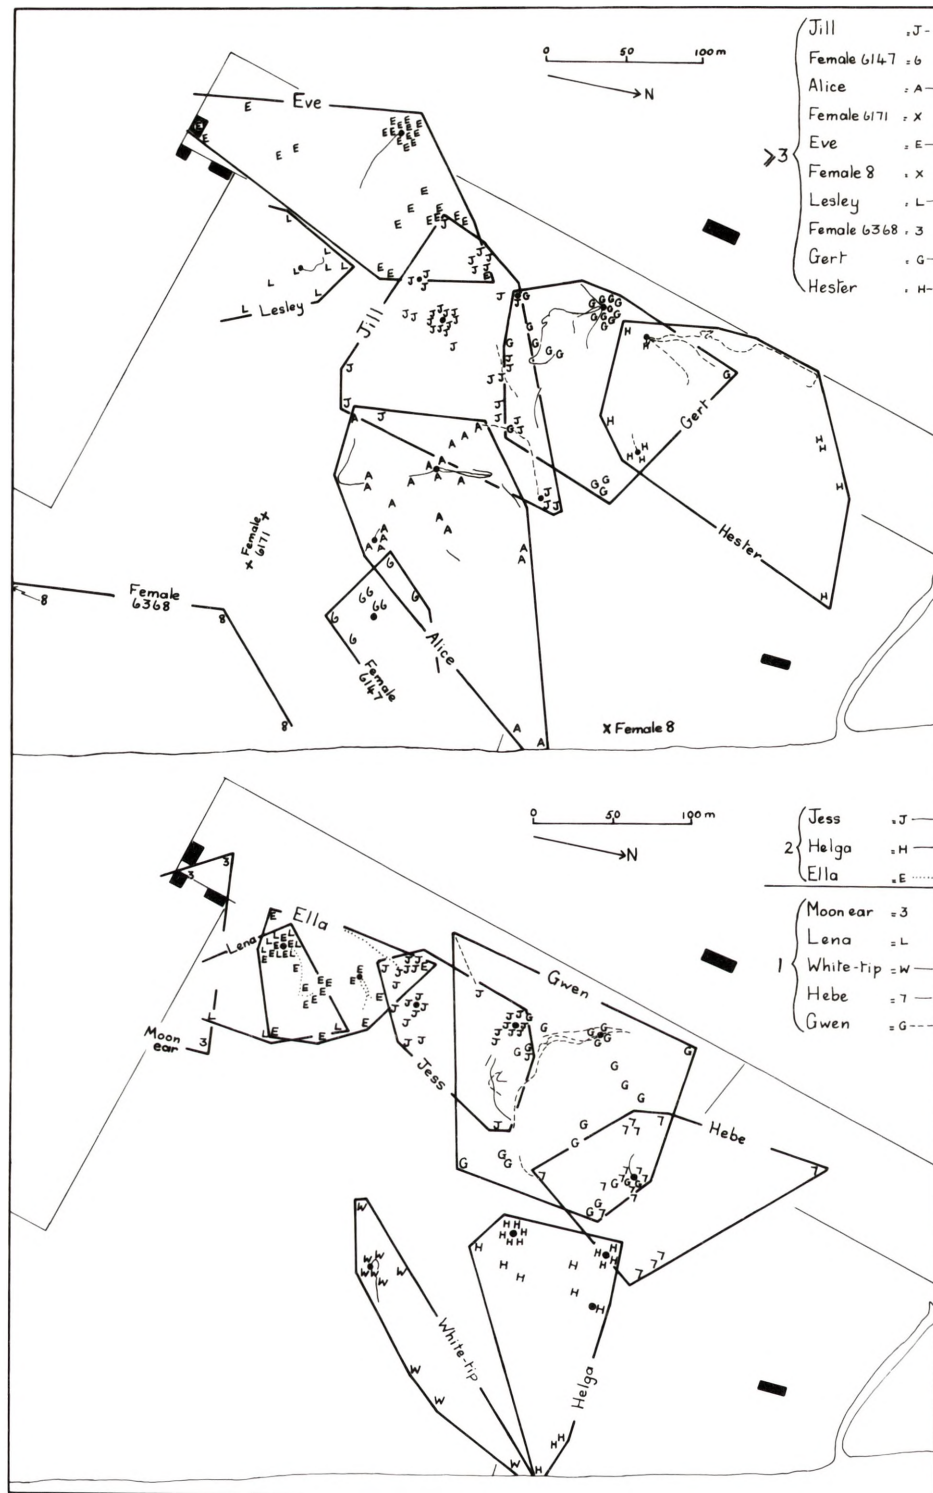 Jill = J -
Female 6147 = 6
Alice = A -
Female 6171 = X
≥3
Eve = E -
Female 8 = X
Lesley = L -
Female 6368 = 3
Gert = G -
Hester = H -
0 50 100 m
N
Eve
Lesley
Jill
Gert
Hester
Female
6171
Female
6368
Alice
Female
6147
X Female 8
0 50 100 m
N
Jess = J
2 Helga = H
Ella = E
Moon ear = 3
Lena = L
1 White-tip = W
Hebe = 7
Gwen = G
Ella
Lena
Gwen
Moon
ear
Jess
Hebe
White-tip
Helga